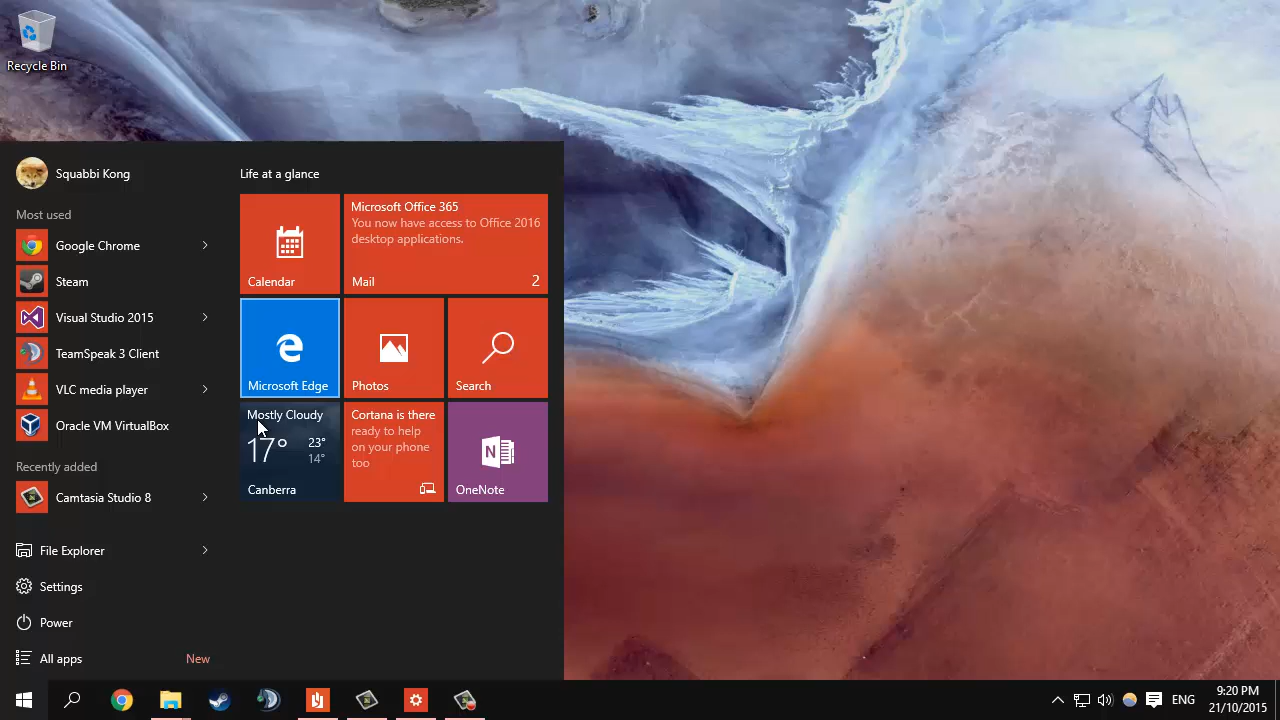 Recycle Bin
Squabbi Kong
Most used
Google Chrome
Steam
Visual Studio 2015
TeamSpeak 3 Client
VLC media player
Oracle VM VirtualBox
Recently added
Camtasia Studio 8
File Explorer
Settings
Power
All apps New
Life at a glance
Calendar
Microsoft Office 365
You now have access to Office 2016
desktop applications.
Mail 2
Microsoft Edge
Photos
Search
Mostly Cloudy
17° 23°
14°
Canberra
Cortana is there
ready to help
on your phone
too
OneNote
ENG
9:20 PM
21/10/2015